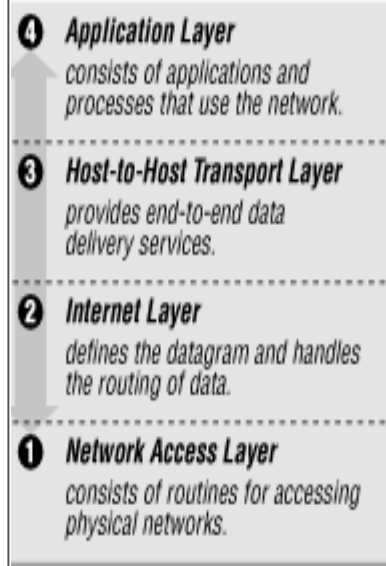 4 Application Layer
consists of applications and
processes that use the network.
3 Host-to-Host Transport Layer
provides end-to-end data
delivery services.
2 Internet Layer
defines the datagram and handles
the routing of data.
1 Network Access Layer
consists of routines for accessing
physical networks.